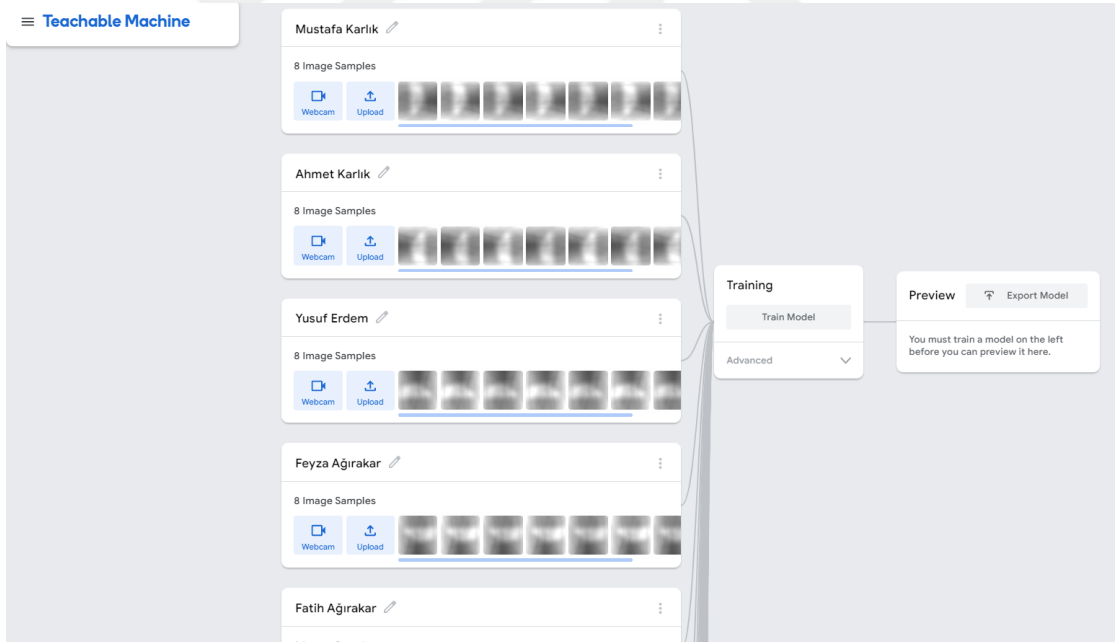 Teachable Machine
Mustafa Karlık
8 Image Samples
Webcam
Upload
Ahmet Karlık
8 Image Samples
Webcam
Upload
Yusuf Erdem
8 Image Samples
Webcam
Upload
Feyza Ağırakar
8 Image Samples
Webcam
Upload
Fatih Ağırakar
Training
Train Model
Advanced
Preview
Export Model
You must train a model on the left
before you can preview it here.